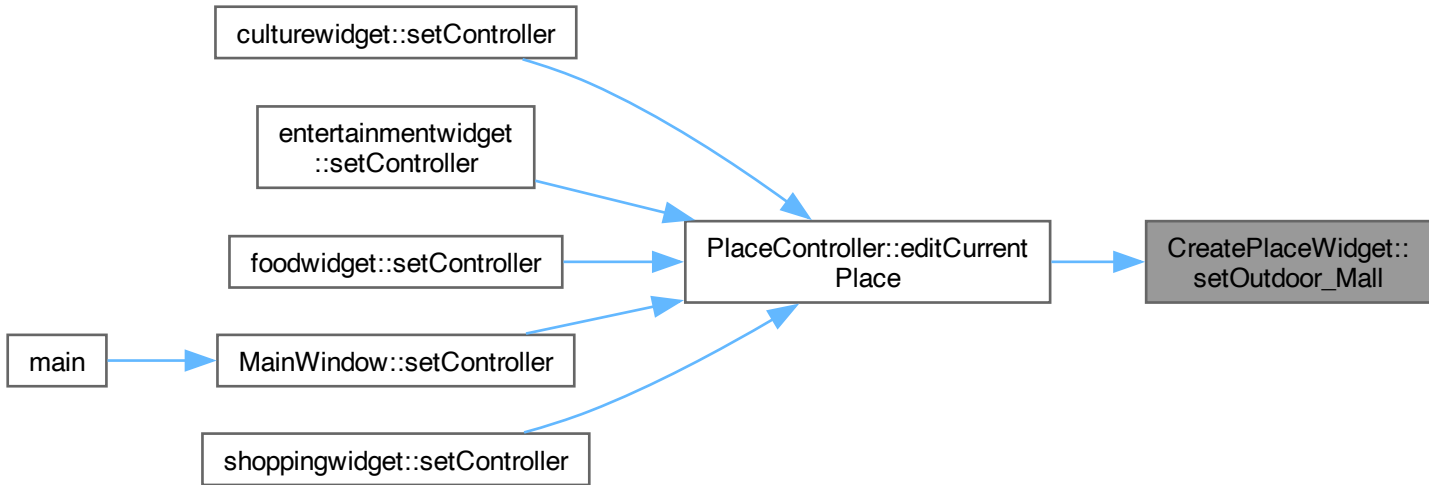 culturewidget::setController
entertainmentwidget
::setController
foodwidget::setController
main
MainWindow::setController
shoppingwidget::setController
PlaceController::editCurrent
Place
CreatePlaceWidget::
setOutdoor_Mall